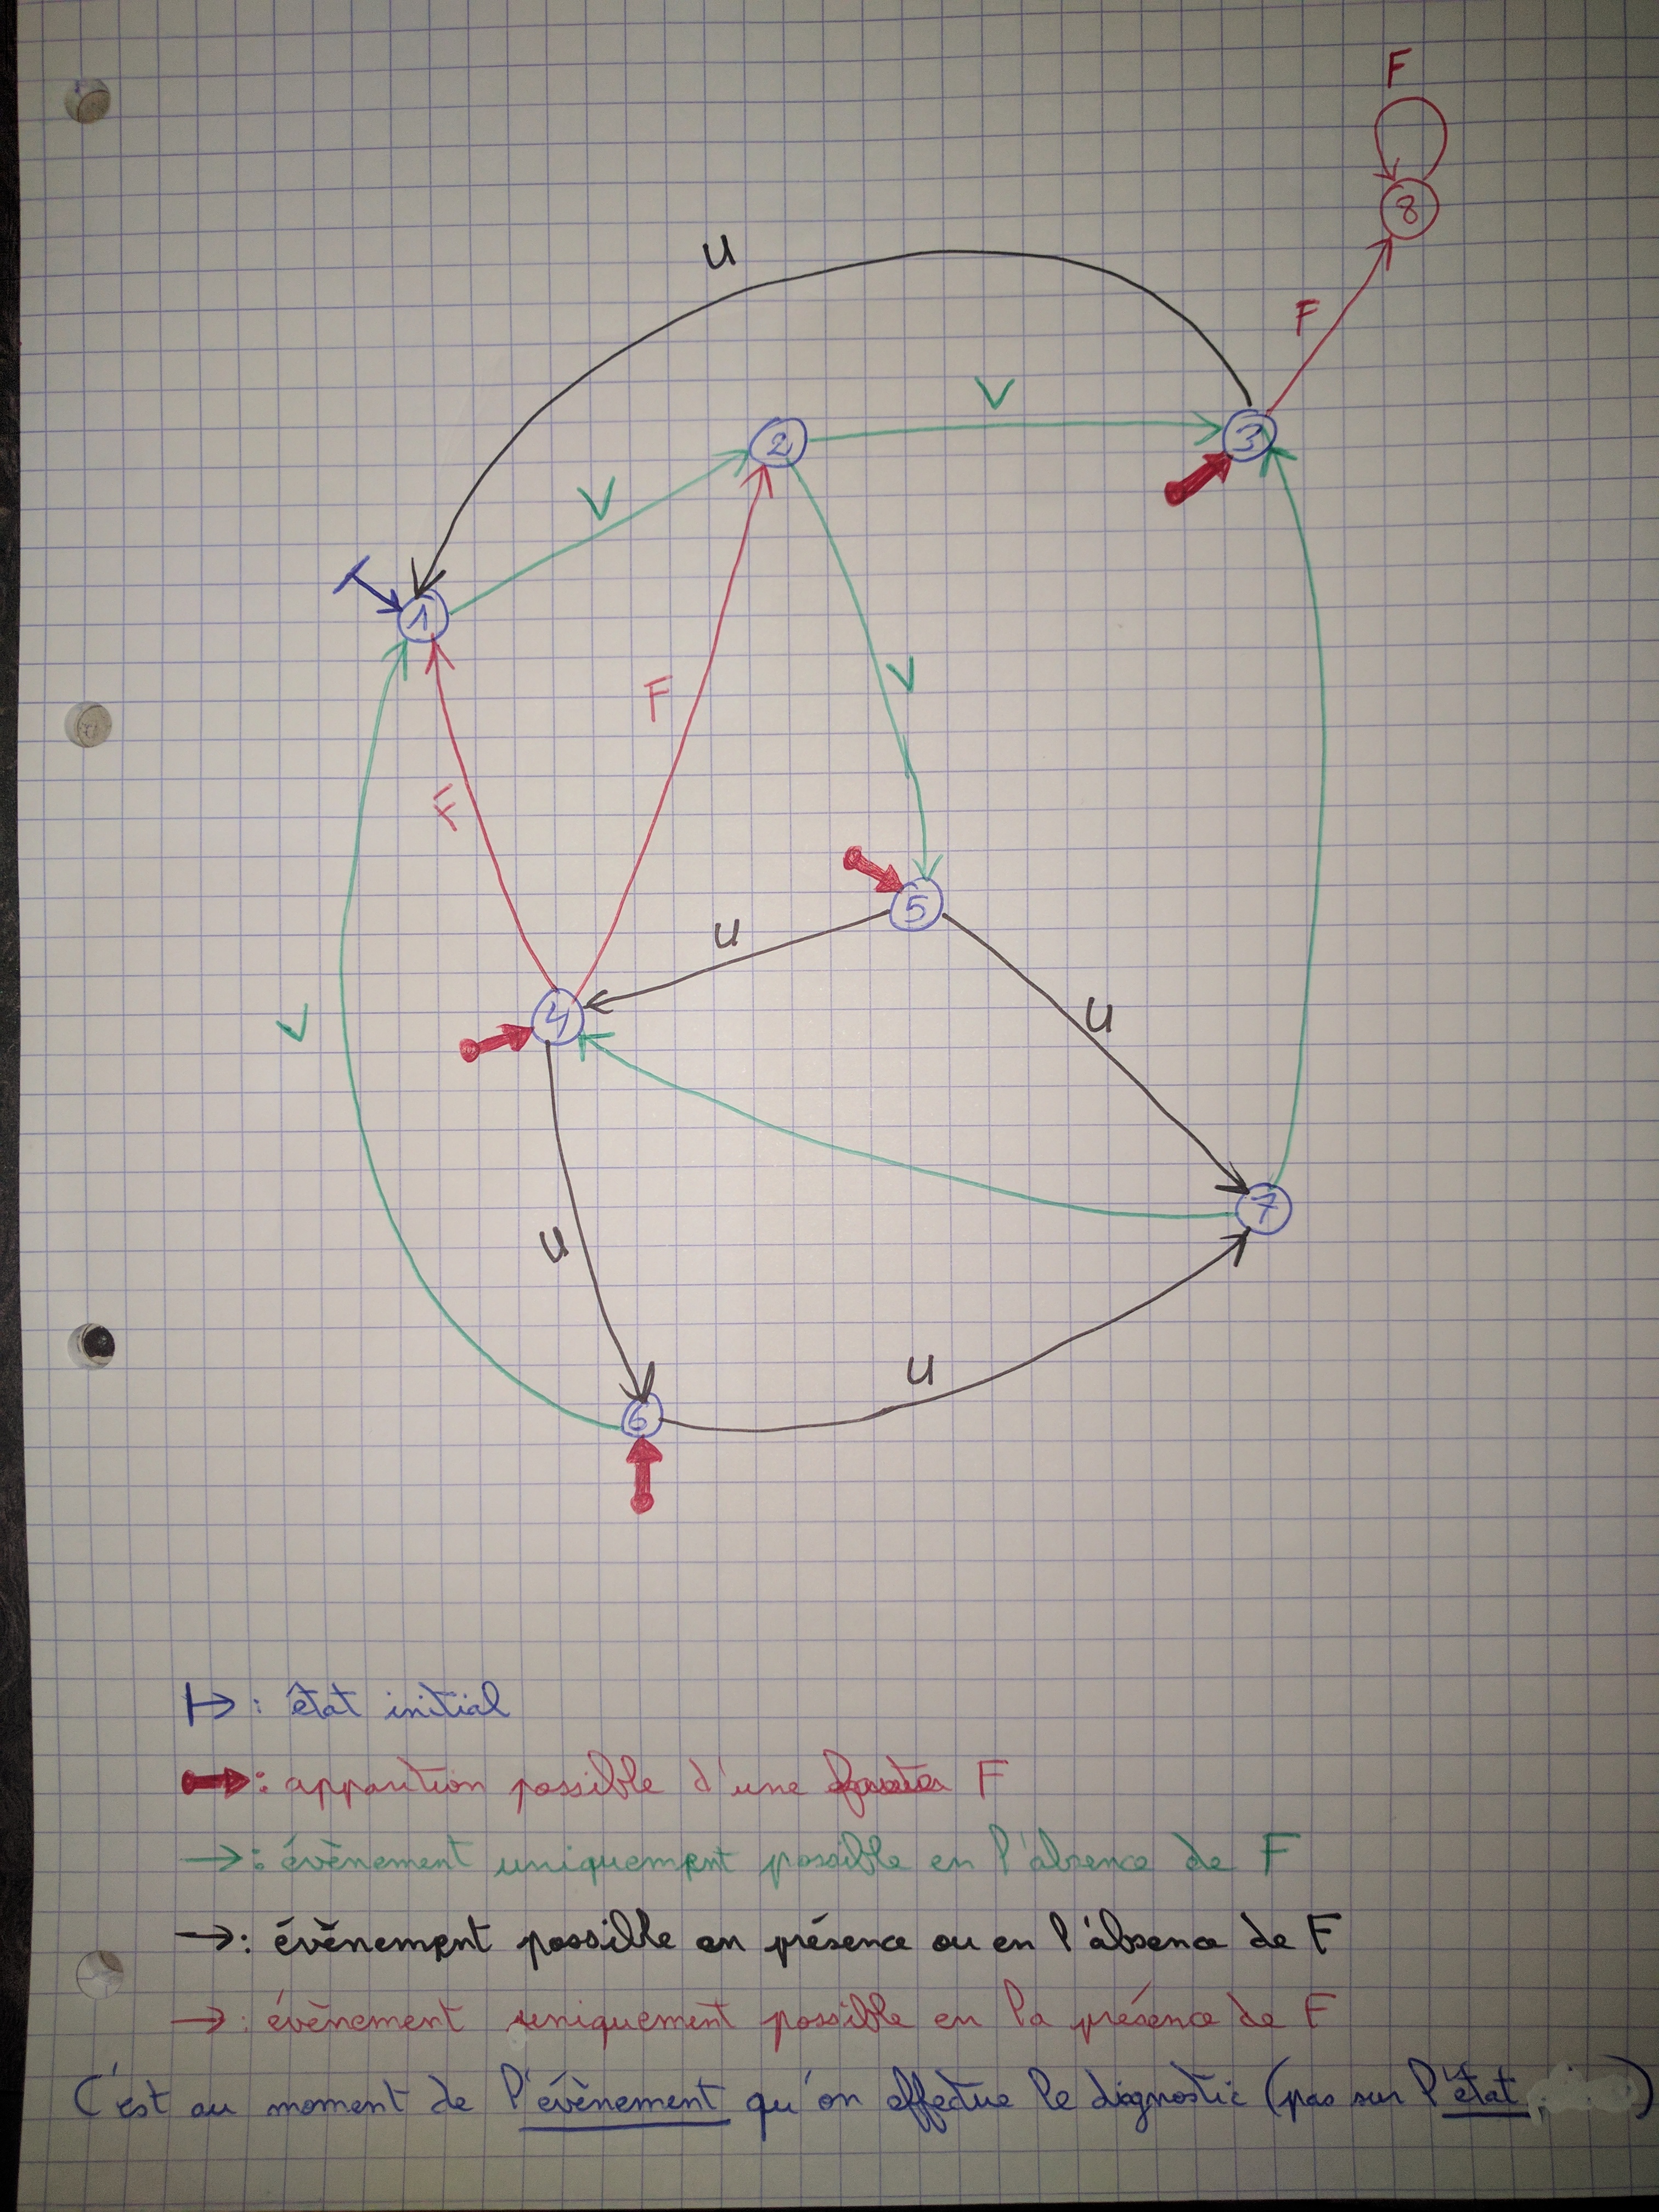 F
8
U
F
V
2
3
V
1
V
F
F
5
U
4
U
V
7
U
U
6
: état initial
: apparition possible d'une F
: évènement uniquement possible en l'absence de F
: évènement possible en présence ou en l'absence de F
: évènement uniquement possible en la présence de F
C'est au moment de l'évènement qu'on effectue le diagnostic (pas sur l'état )